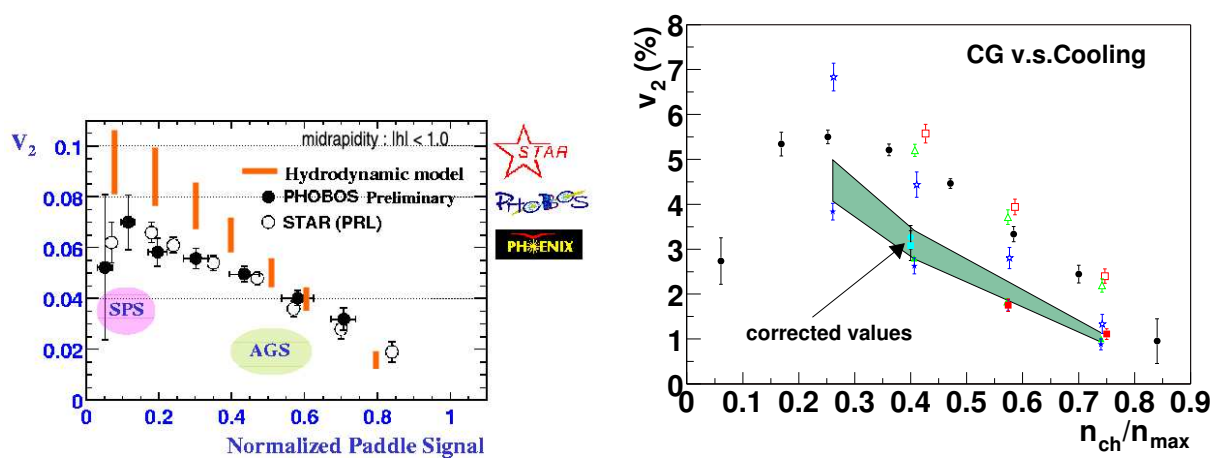 V2
0.1
0.08
0.06
0.04
0.02
0
midrapidity : lhl < 1.0
Hydrodynamic model
PHOBOS Preliminary
STAR (PRL)
SPS
AGS
0 0.2 0.4 0.6 0.8 1
Normalized Paddle Signal
STAR
PHOBOS
PHENIX
v2 (%)
8
7
6
5
4
3
2
1
0
CG v.s.Cooling
corrected values
0 0.1 0.2 0.3 0.4 0.5 0.6 0.7 0.8 0.9
nch/nmax